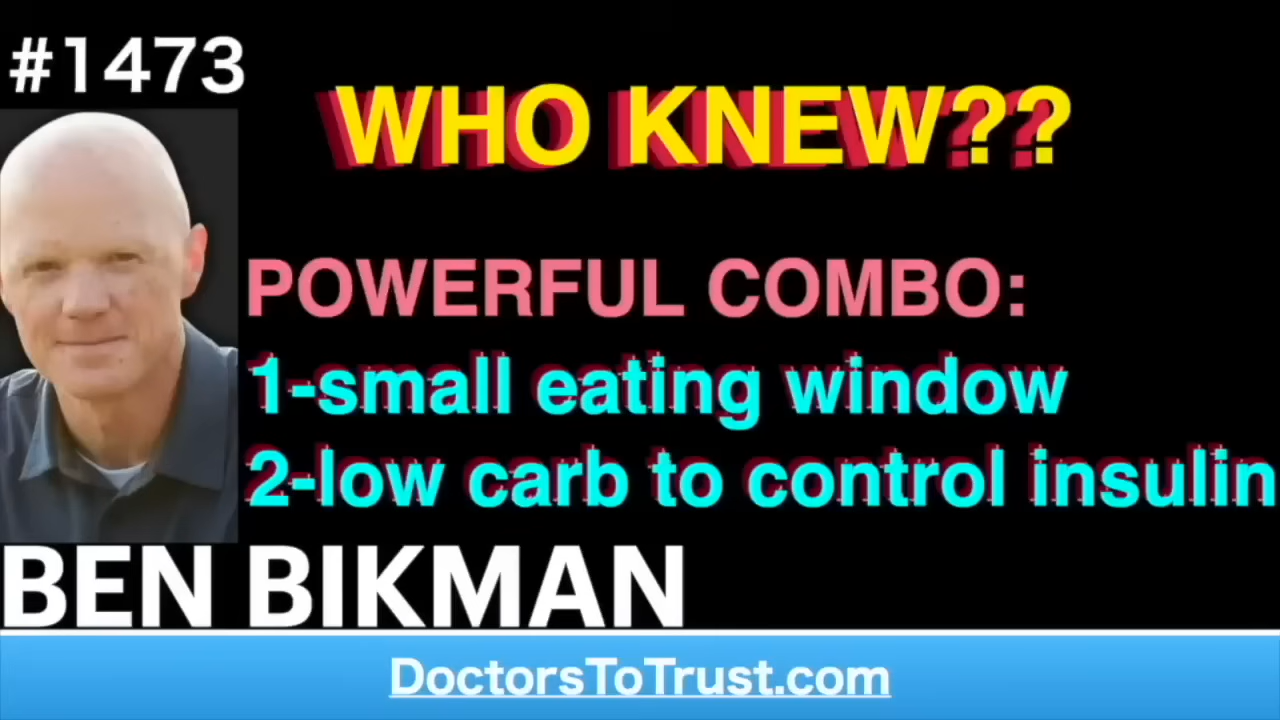 #1473
WHO KNEW??
POWERFUL COMBO:
1-small eating window
2-low carb to control insulin
BEN BIKMAN
DoctorsToTrust.com